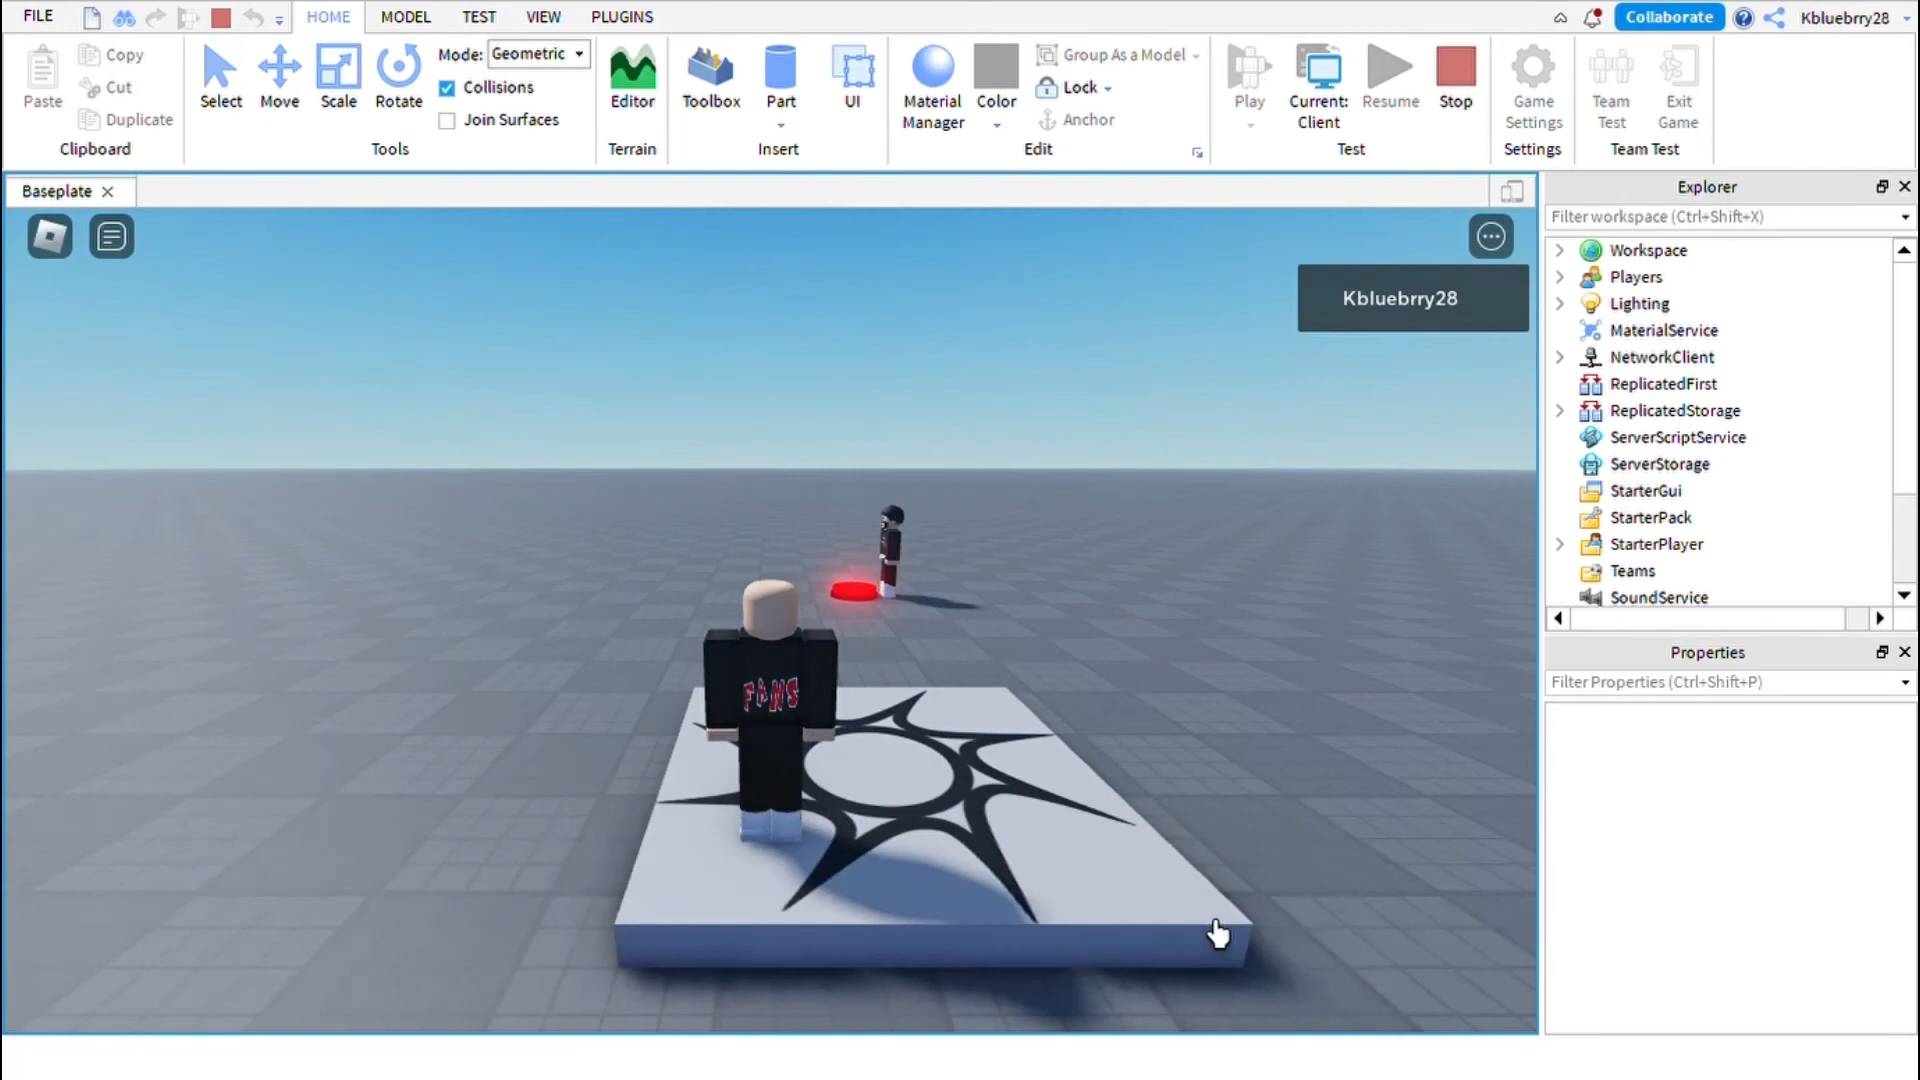 FILE HOME MODEL TEST VIEW PLUGINS Collaborate Kbluebrry28
Paste Copy Cut Duplicate Clipboard
Select Move Scale Rotate Mode: Geometric Collisions Join Surfaces Tools
Editor Terrain
Toolbox Part UI Insert
Material Manager Color Group As a Model Lock Anchor Edit
Play Current: Client Resume Stop Test
Game Settings Settings
Team Test Exit Game Team Test
Baseplate
Kbluebrry28
FANS
Explorer
Filter workspace (Ctrl+Shift+X)
Workspace
Players
Lighting
MaterialService
NetworkClient
ReplicatedFirst
ReplicatedStorage
ServerScriptService
ServerStorage
StarterGui
StarterPack
StarterPlayer
Teams
SoundService
Properties
Filter Properties (Ctrl+Shift+P)